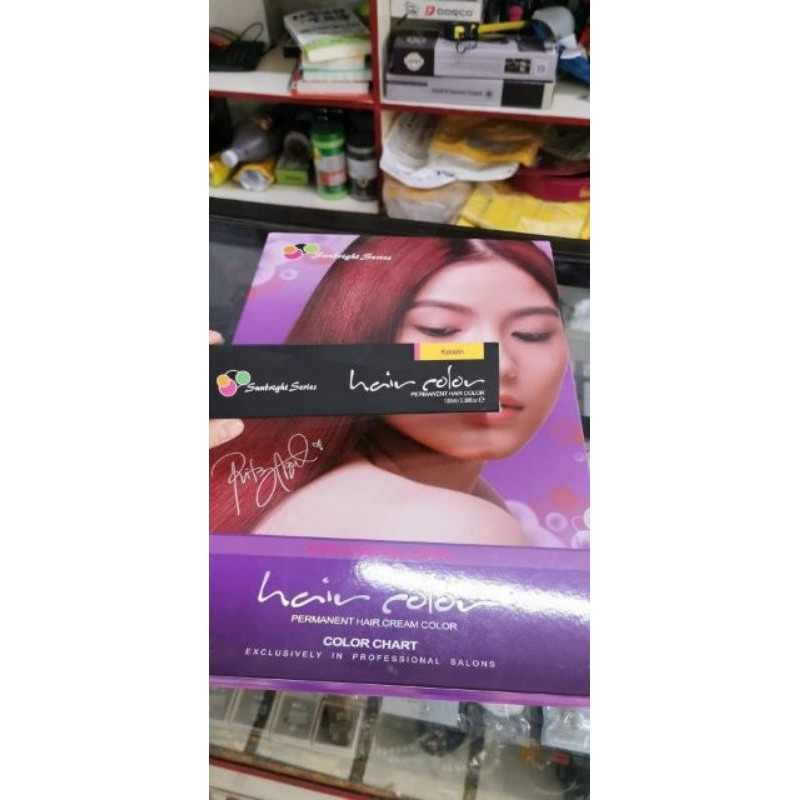 DORCO
Sunbright Series
Keratin
Sunbright Series
hair color
PERMANENT HAIR COLOR
hair color
PERMANENT HAIR CREAM COLOR
COLOR CHART
EXCLUSIVELY IN PROFESSIONAL SALONS